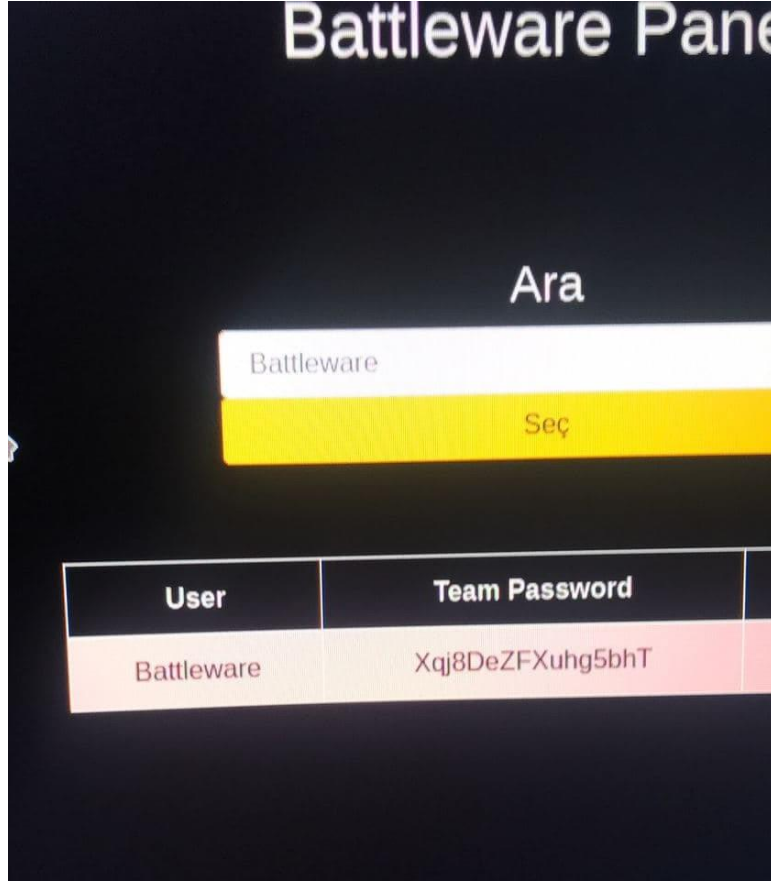 Battleware Pane
Ara
Battleware
Seç
User Team Password
Battleware Xqj8DeZFXuhg5bhT